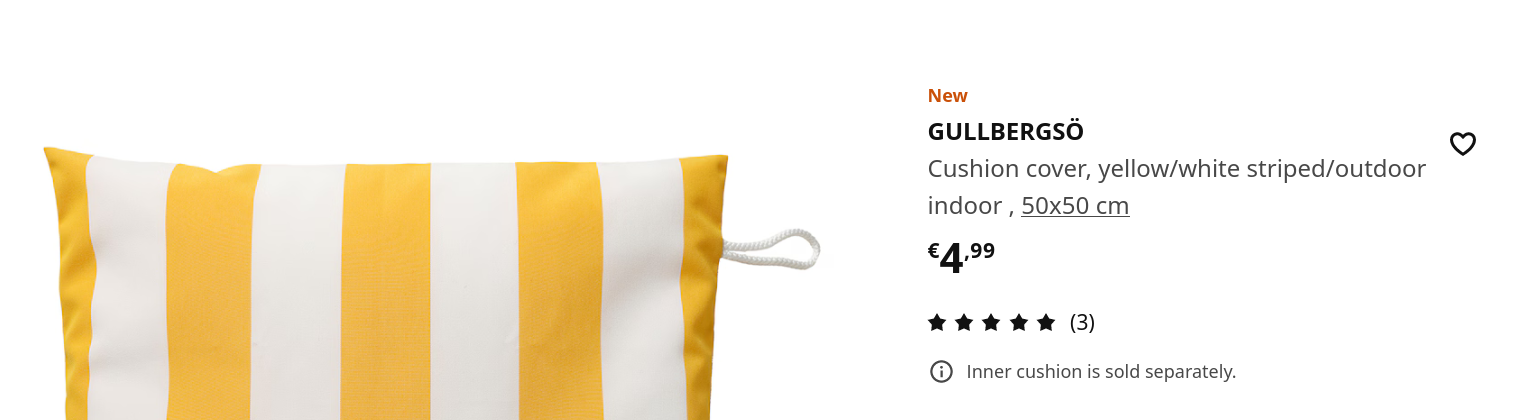 New
GULLBERGSÖ
Cushion cover, yellow/white striped/outdoor
indoor , 50x50 cm
€4,99
(3)
Inner cushion is sold separately.